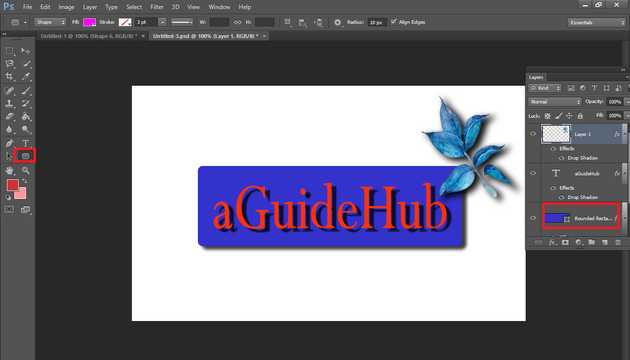 Ps File Edit Image Layer Type Select Filter 3D View Window Help
Shape Fill: Stroke: 3 pt W: H: Radius: 10 px Align Edges Essentials
Untitled-1 @ 100% (Shape 6, RGB/8) * × Untitled-3.psd @ 100% (Layer 1, RGB/8) * ×
Layers
Kind
Normal Opacity: 100%
Lock: Fill: 100%
Layer 1 fx
Effects
Drop Shadow
T aGuideHub fx
Effects
Drop Shadow
Rounded Recta... f
aGuideHub